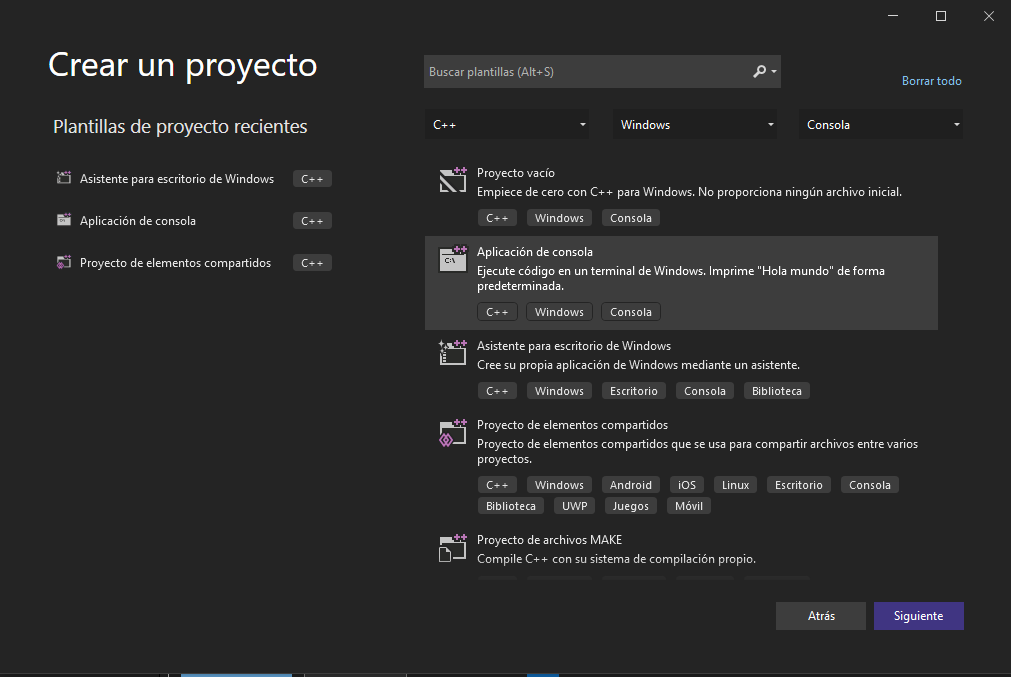 Crear un proyecto
Plantillas de proyecto recientes
Asistente para escritorio de Windows C++
Aplicación de consola C++
Proyecto de elementos compartidos C++
Buscar plantillas (Alt+S)
Borrar todo
C++ Windows Consola
Proyecto vacío
Empiece de cero con C++ para Windows. No proporciona ningún archivo inicial.
C++ Windows Consola
C:\
Aplicación de consola
Ejecute código en un terminal de Windows. Imprime "Hola mundo" de forma
predeterminada.
C++ Windows Consola
Asistente para escritorio de Windows
Cree su propia aplicación de Windows mediante un asistente.
C++ Windows Escritorio Consola Biblioteca
Proyecto de elementos compartidos
Proyecto de elementos compartidos que se usa para compartir archivos entre varios
proyectos.
C++ Windows Android iOS Linux Escritorio Consola
Biblioteca UWP Juegos Móvil
Proyecto de archivos MAKE
Compile C++ con su sistema de compilación propio.
Atrás Siguiente